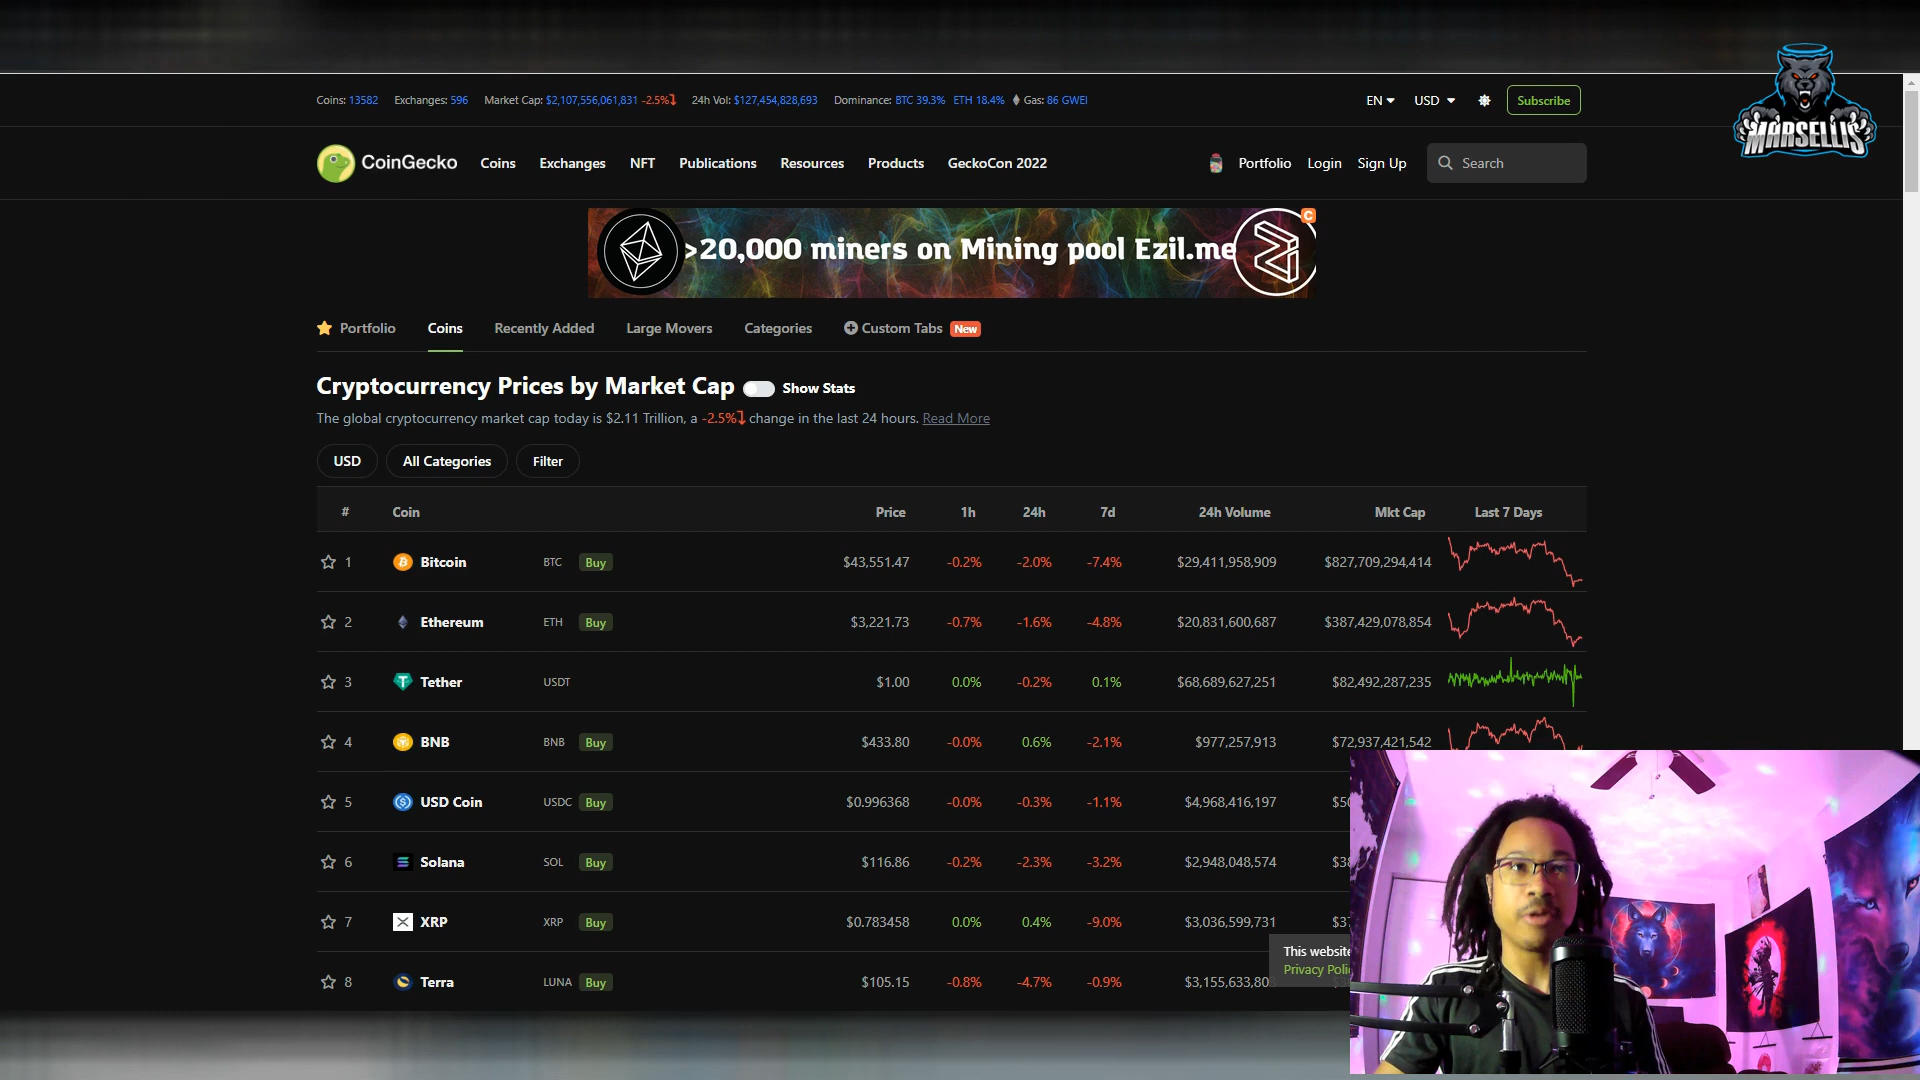 Coins: 13582 Exchanges: 596 Market Cap: $2,107,556,061,831 -2.5% 24h Vol: $127,454,828,693 Dominance: BTC 39.3% ETH 18.4% Gas: 86 GWEI EN USD Subscribe
MARSELLIS
CoinGecko Coins Exchanges NFT Publications Resources Products GeckoCon 2022 Portfolio Login Sign Up Search
>20,000 miners on Mining pool Ezil.me C
Portfolio Coins Recently Added Large Movers Categories Custom Tabs New
Cryptocurrency Prices by Market Cap Show Stats
The global cryptocurrency market cap today is $2.11 Trillion, a -2.5% change in the last 24 hours. Read More
USD All Categories Filter
# Coin Price 1h 24h 7d 24h Volume Mkt Cap Last 7 Days
1 Bitcoin BTC Buy $43,551.47 -0.2% -2.0% -7.4% $29,411,958,909 $827,709,294,414
2 Ethereum ETH Buy $3,221.73 -0.7% -1.6% -4.8% $20,831,600,687 $387,429,078,854
3 Tether USDT $1.00 0.0% -0.2% 0.1% $68,689,627,251 $82,492,287,235
4 BNB BNB Buy $433.80 -0.0% 0.6% -2.1% $977,257,913 $72,937,421,542
5 USD Coin USDC Buy $0.996368 -0.0% -0.3% -1.1% $4,968,416,197
6 Solana SOL Buy $116.86 -0.2% -2.3% -3.2% $2,948,048,574
7 XRP XRP Buy $0.783458 0.0% 0.4% -9.0% $3,036,599,731
This website
Privacy
8 Terra LUNA Buy $105.15 -0.8% -4.7% -0.9%